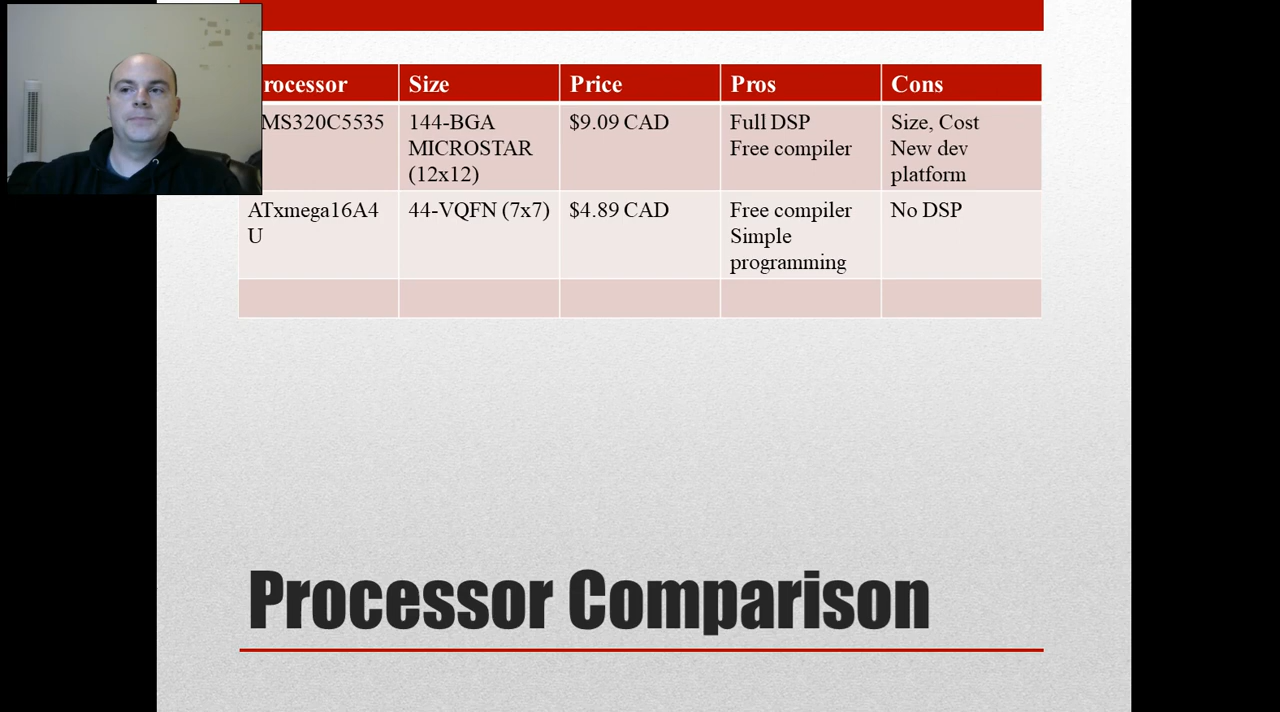 rocessor Size Price Pros Cons
MS320C5535 144-BGA $9.09 CAD Full DSP Size, Cost
MICROSTAR Free compiler New dev
(12x12) platform
ATxmega16A4 44-VQFN (7x7) $4.89 CAD Free compiler No DSP
U Simple
programming
Processor Comparison